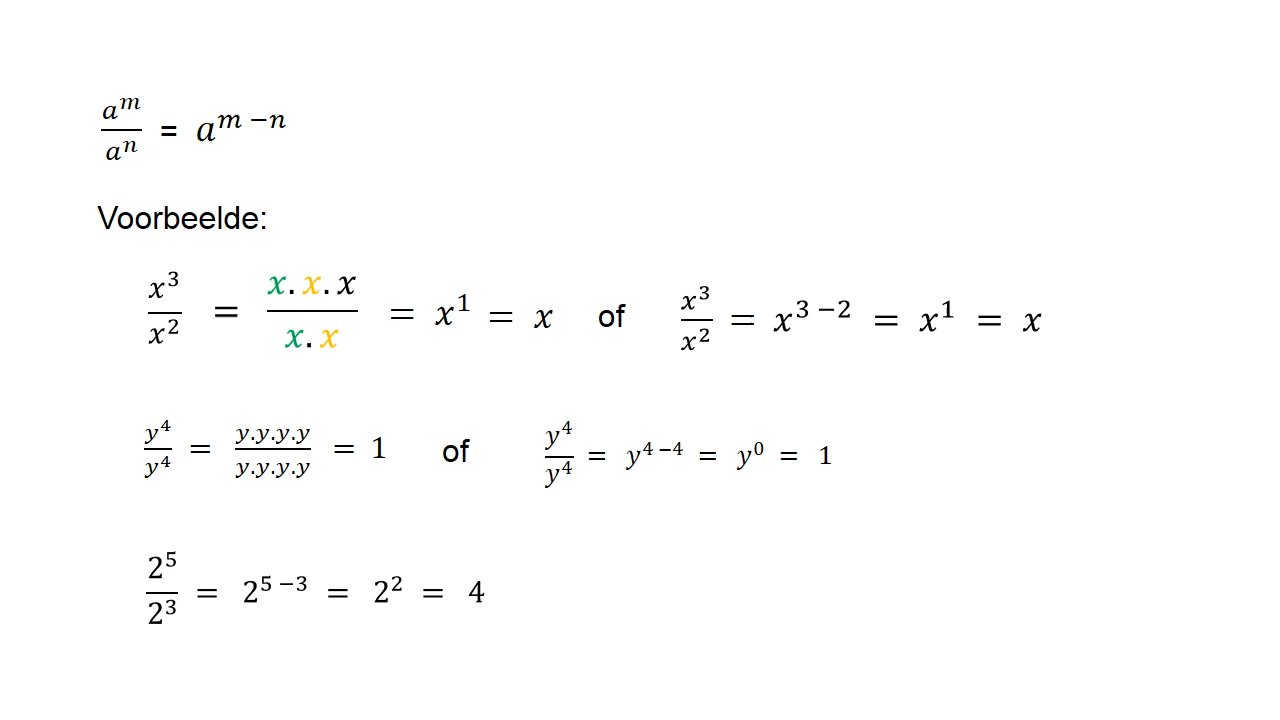 a^m/a^n = a^(m −n)
Voorbeelde:
x^3/x^2 = x.x.x/x.x = x^1 = x of x^3/x^2 = x^(3 −2) = x^1 = x
y^4/y^4 = y.y.y.y/y.y.y.y = 1 of y^4/y^4 = y^(4 −4) = y^0 = 1
2^5/2^3 = 2^(5 −3) = 2^2 = 4